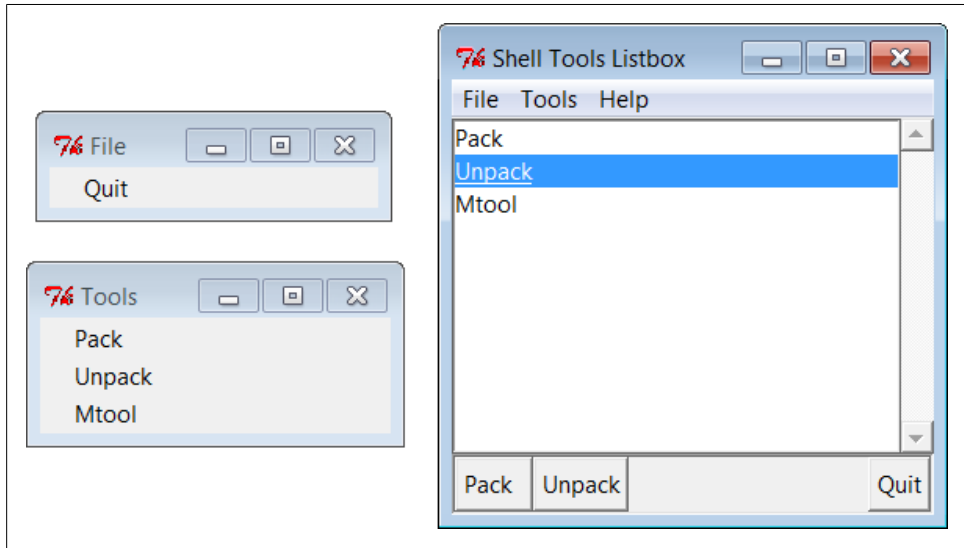 File
Quit
Tools
Pack
Unpack
Mtool
Shell Tools Listbox
File Tools Help
Pack
Unpack
Mtool
Pack Unpack Quit